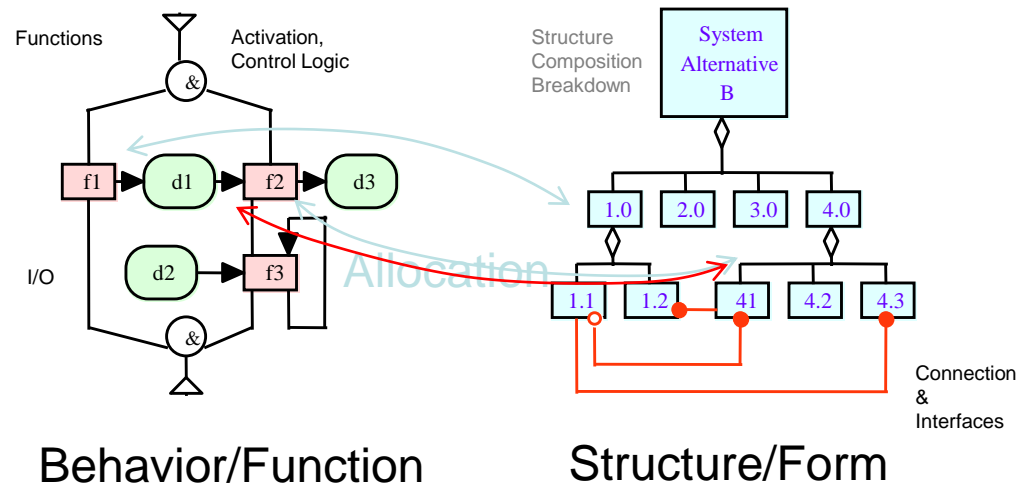 Functions
Activation,
Control Logic
&
f1
d1
f2
d3
I/O
d2
f3
&
Allocation
Structure
Composition
Breakdown
System
Alternative
B
1.0
2.0
3.0
4.0
1.1
1.2
41
4.2
4.3
Connection
&
Interfaces
Behavior/Function
Structure/Form